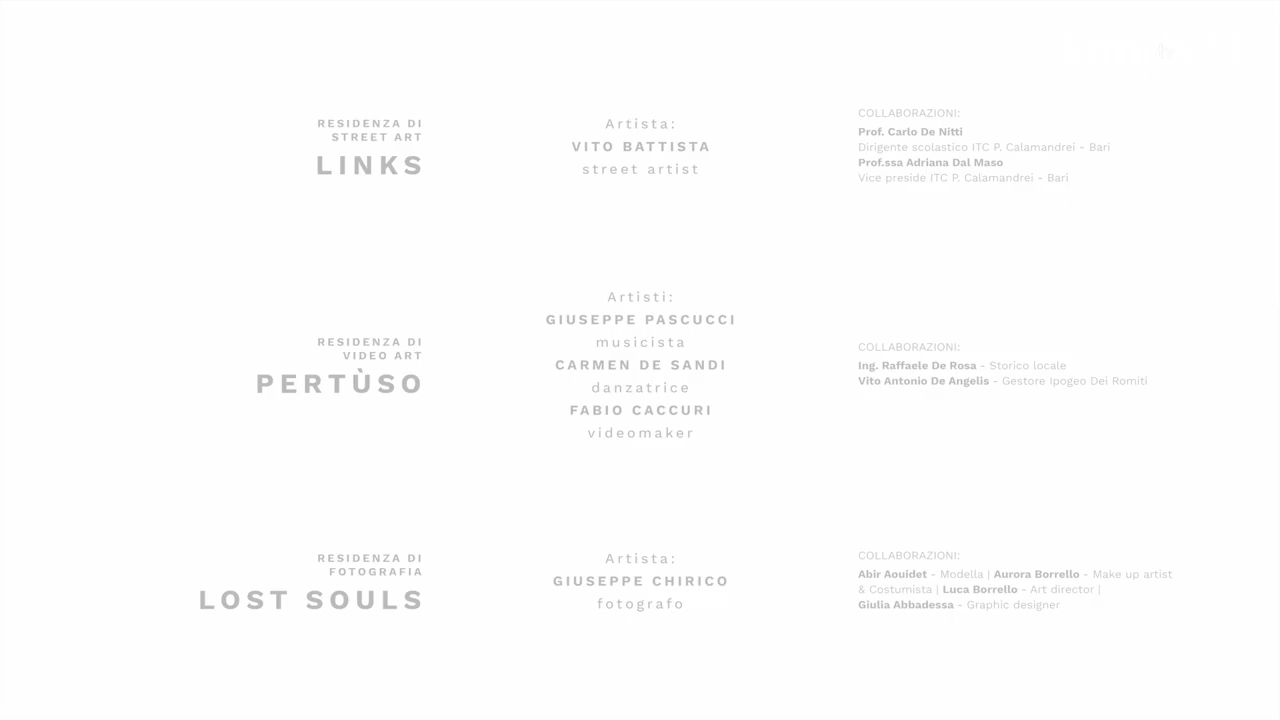 RESIDENZA DI
STREET ART
LINKS
Artista:
VITO BATTISTA
street artist
COLLABORAZIONI:
Prof. Carlo De Nitti
Dirigente scolastico ITC P. Calamandrei - Bari
Prof.ssa Adriana Dal Maso
Vice preside ITC P. Calamandrei - Bari
RESIDENZA DI
VIDEO ART
PERTÙSO
Artisti:
GIUSEPPE PASCUCCI
musicista
CARMEN DE SANDI
danzatrice
FABIO CACCURI
videomaker
COLLABORAZIONI:
Ing. Raffaele De Rosa - Storico locale
Vito Antonio De Angelis - Gestore Ipogeo Dei Romiti
RESIDENZA DI
FOTOGRAFIA
LOST SOULS
Artista:
GIUSEPPE CHIRICO
fotografo
COLLABORAZIONI:
Abir Aouidet - Modella | Aurora Borrello - Make up artist
& Costumista | Luca Borrello - Art director |
Giulia Abbadessa - Graphic designer